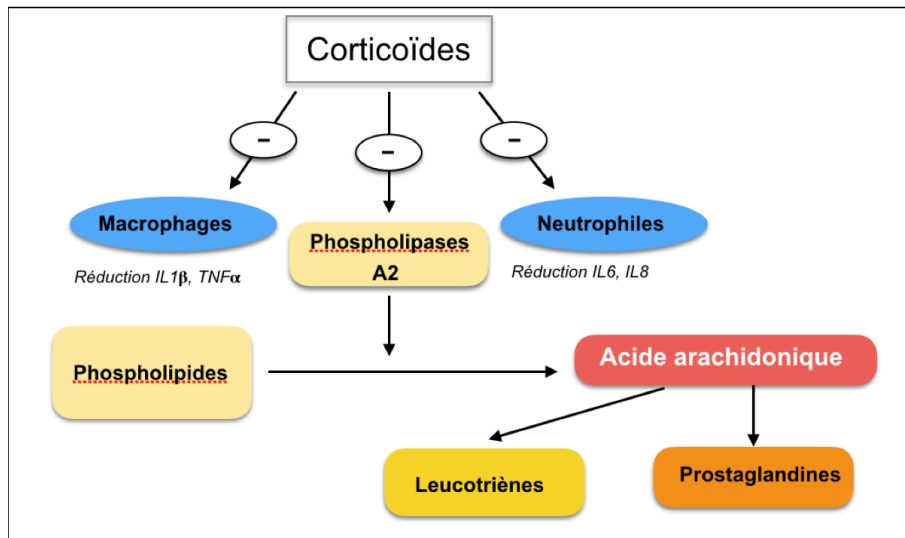 Corticoïdes
− − −
Macrophages
Phospholipases
A2
Neutrophiles
Réduction IL1β, TNFα
Réduction IL6, IL8
Phospholipides
Acide arachidonique
Leucotriènes
Prostaglandines